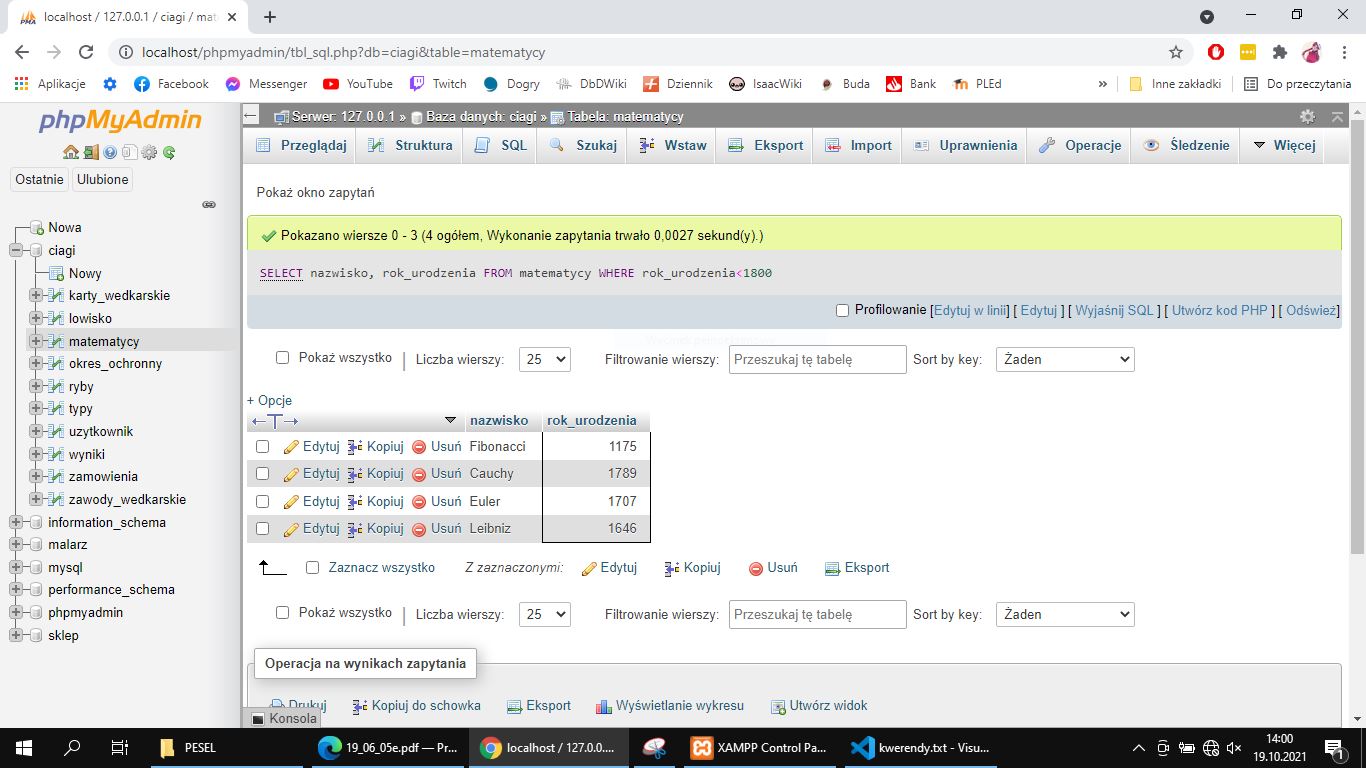 localhost / 127.0.0.1 / ciagi / mat
localhost/phpmyadmin/tbl_sql.php?db=ciagi&table=matematycy
Aplikacje Facebook Messenger YouTube Twitch Dogry DbDWiki Dziennik IsaacWiki Buda Bank PLEd » Inne zakładki Do przeczytania
phpMyAdmin
Ostatnie Ulubione
Nowa
ciagi
Nowy
karty_wedkarskie
lowisko
matematycy
okres_ochronny
ryby
typy
uzytkownik
wyniki
zamowienia
zawody_wedkarskie
information_schema
malarz
mysql
performance_schema
phpmyadmin
sklep
Serwer: 127.0.0.1 » Baza danych: ciagi » Tabela: matematycy
Przeglądaj Struktura SQL Szukaj Wstaw Eksport Import Uprawnienia Operacje Śledzenie Więcej
Pokaż okno zapytań
Pokazano wiersze 0 - 3 (4 ogółem, Wykonanie zapytania trwało 0,0027 sekund(y).)
SELECT nazwisko, rok_urodzenia FROM matematycy WHERE rok_urodzenia<1800
Profilowanie [Edytuj w linii] [ Edytuj ] [ Wyjaśnij SQL ] [ Utwórz kod PHP ] [ Odśwież]
Pokaż wszystko | Liczba wierszy: 25 Filtrowanie wierszy: Przeszukaj tę tabelę Sort by key: Żaden
+ Opcje
nazwisko rok_urodzenia
Edytuj Kopiuj Usuń Fibonacci 1175
Edytuj Kopiuj Usuń Cauchy 1789
Edytuj Kopiuj Usuń Euler 1707
Edytuj Kopiuj Usuń Leibniz 1646
Zaznacz wszystko Z zaznaczonymi: Edytuj Kopiuj Usuń Eksport
Pokaż wszystko | Liczba wierszy: 25 Filtrowanie wierszy: Przeszukaj tę tabelę Sort by key: Żaden
Operacja na wynikach zapytania
Drukuj Kopiuj do schowka Eksport Wyświetlanie wykresu Utwórz widok
Konsola
PESEL 19_06_05e.pdf — Pr... localhost / 127.0.0.... XAMPP Control Pa... kwerendy.txt - Visu...
14:00
19.10.2021
1